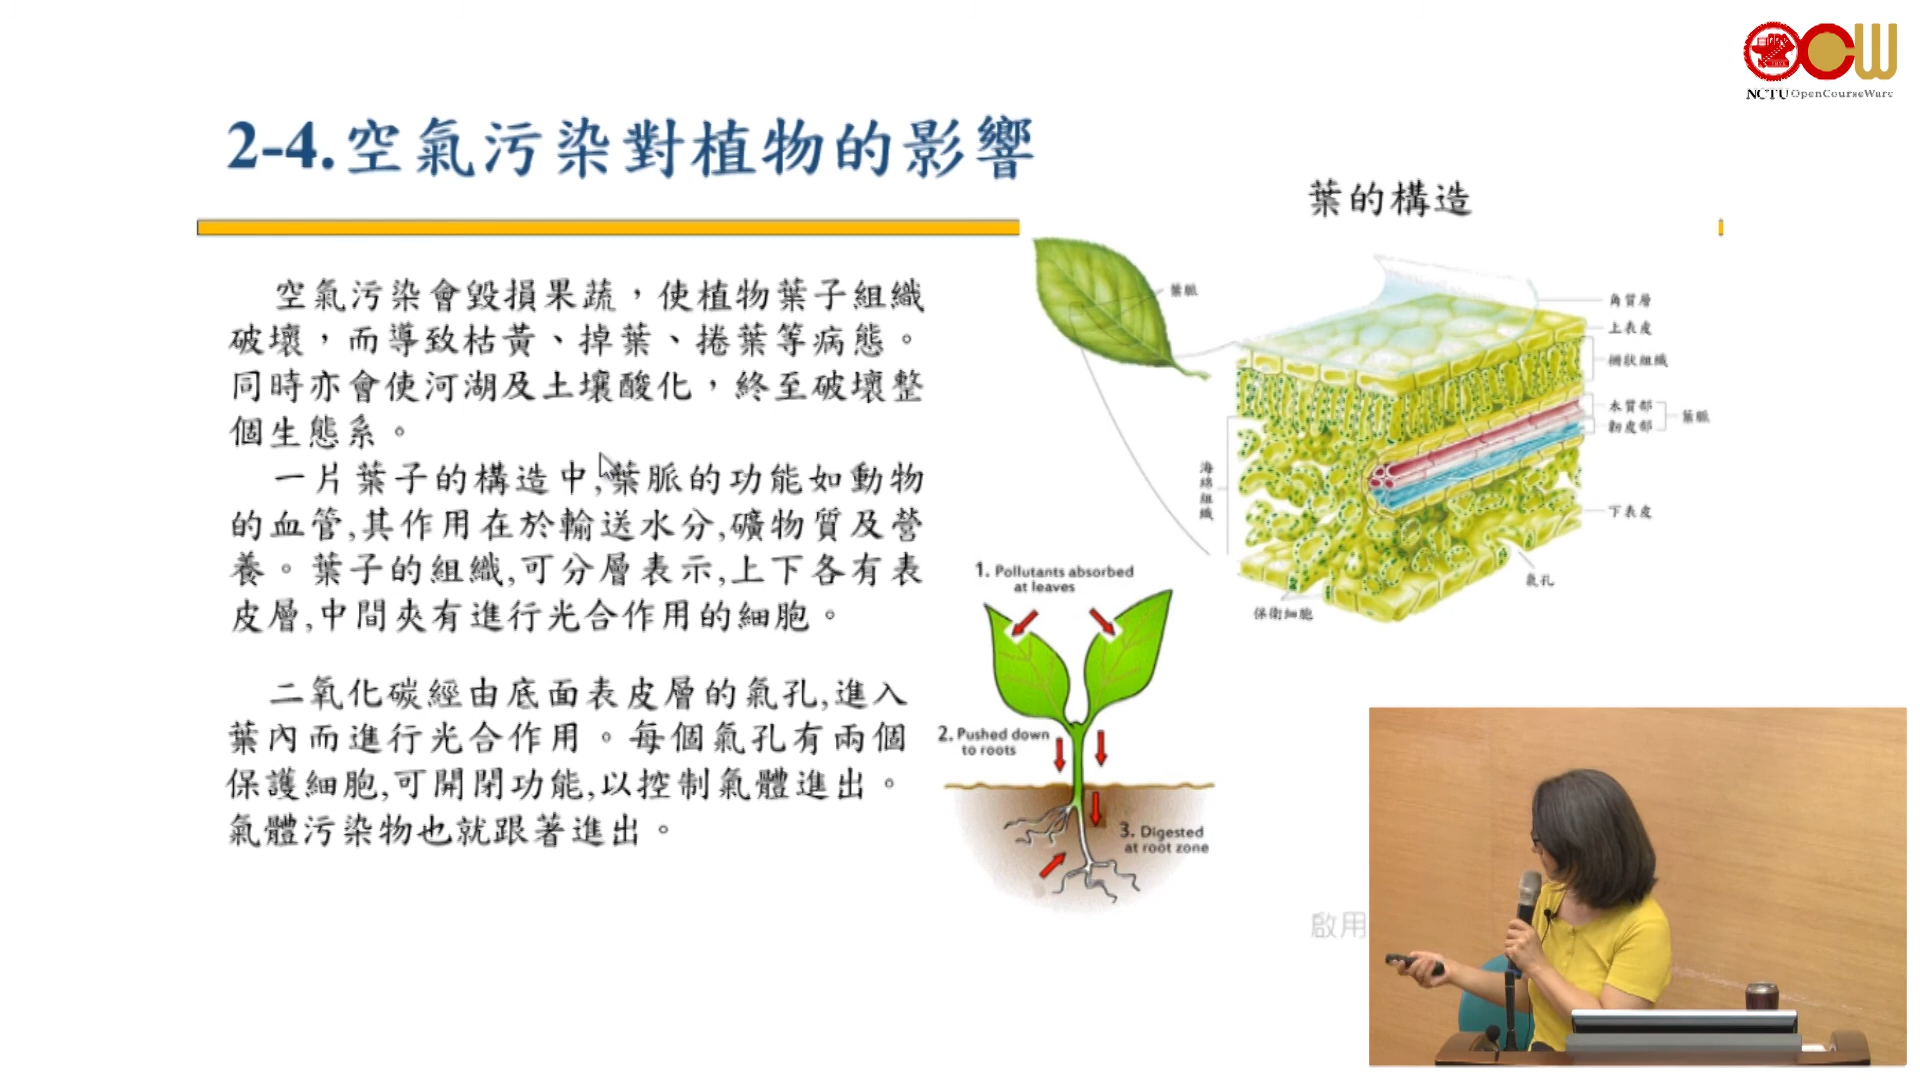 NCTU OpenCourseWare
2-4.空氣污染對植物的影響
葉的構造
空氣污染會毀損果蔬，使植物葉子組織
破壞，而導致枯黃、掉葉、捲葉等病態。
同時亦會使河湖及土壤酸化，終至破壞整
個生態系。
一片葉子的構造中,葉脈的功能如動物
的血管,其作用在於輸送水分,礦物質及營
養。葉子的組織,可分層表示,上下各有表
皮層,中間夾有進行光合作用的細胞。
二氧化碳經由底面表皮層的氣孔,進入
葉內而進行光合作用。每個氣孔有兩個
保護細胞,可開閉功能,以控制氣體進出。
氣體污染物也就跟著進出。
葉脈
角質層
上表皮
柵狀組織
木質部
韌皮部
葉脈
海綿組織
下表皮
氣孔
保衛細胞
1. Pollutants absorbed
at leaves
2. Pushed down
to roots
3. Digested
at root zone
啟用